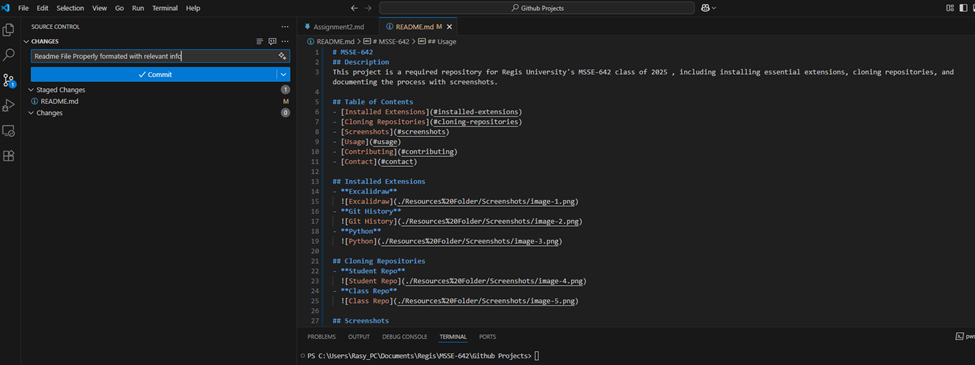 File Edit Selection View Go Run Terminal Help
Github Projects
SOURCE CONTROL
CHANGES
Readme File Properly formated with relevant info
Commit
Staged Changes 1
README.md M
Changes 0
1
Assignment2.md README.md M
README.md > # MSSE-642 > ## Usage
1 # MSSE-642
2 ## Description
3 This project is a required repository for Regis University's MSSE-642 class of 2025 , including installing essential extensions, cloning repositories, and
documenting the process with screenshots.
4
5 ## Table of Contents
6 - [Installed Extensions](#installed-extensions)
7 - [Cloning Repositories](#cloning-repositories)
8 - [Screenshots](#screenshots)
9 - [Usage](#usage)
10 - [Contributing](#contributing)
11 - [Contact](#contact)
12
13 ## Installed Extensions
14 - **Excalidraw**
15 ![Excalidraw](./Resources%20Folder/Screenshots/image-1.png)
16 - **Git History**
17 ![Git History](./Resources%20Folder/Screenshots/image-2.png)
18 - **Python**
19 ![Python](./Resources%20Folder/Screenshots/image-3.png)
20
21 ## Cloning Repositories
22 - **Student Repo**
23 ![Student Repo](./Resources%20Folder/Screenshots/image-4.png)
24 - **Class Repo**
25 ![Class Repo](./Resources%20Folder/Screenshots/image-5.png)
26
27 ## Screenshots
PROBLEMS OUTPUT DEBUG CONSOLE TERMINAL PORTS
PS C:\Users\Rasy_PC\Documents\Regis\MSSE-642\Github Projects>